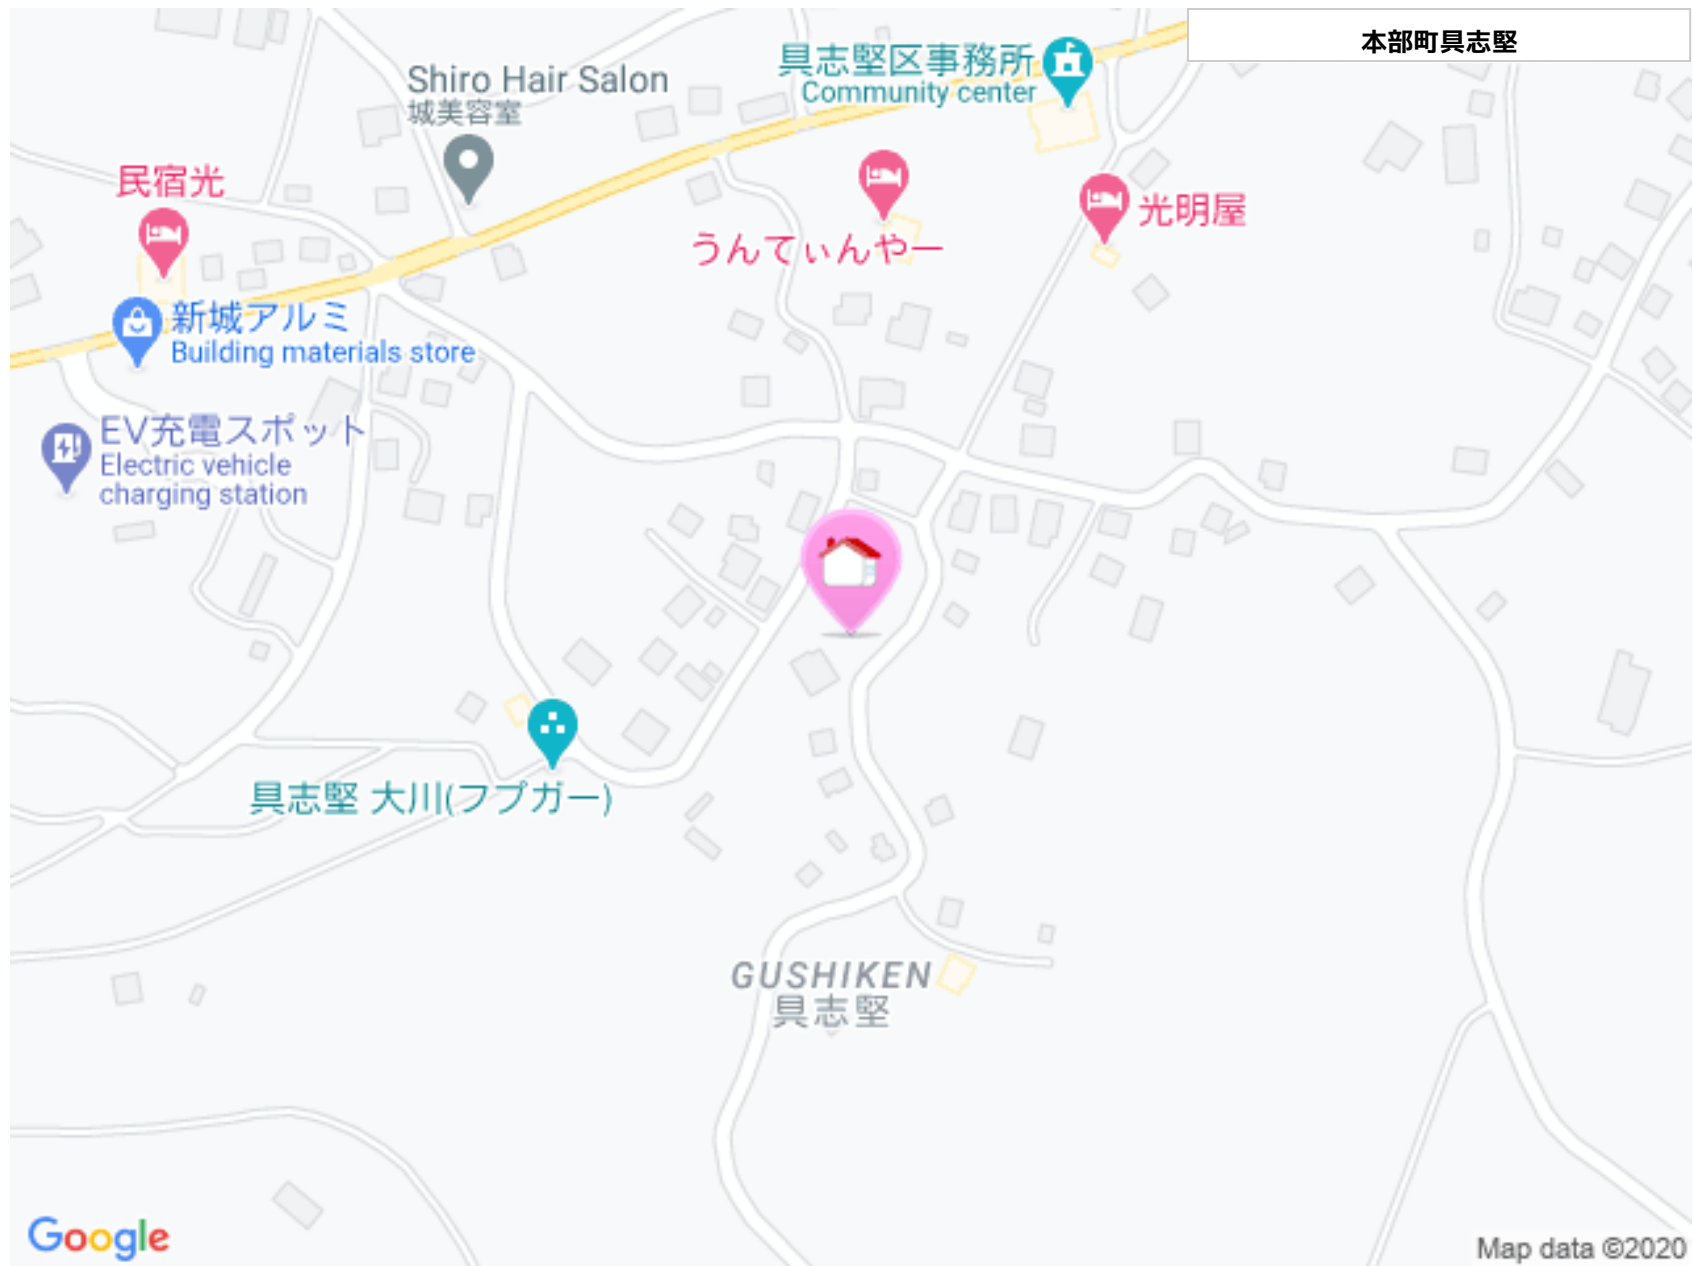 本部町具志堅
具志堅区事務所
Community center
Shiro Hair Salon
城美容室
民宿光
光明屋
うんてぃんやー
新城アルミ
Building materials store
EV充電スポット
Electric vehicle
charging station
具志堅 大川(フプガー)
GUSHIKEN
具志堅
Google
Map data ©2020